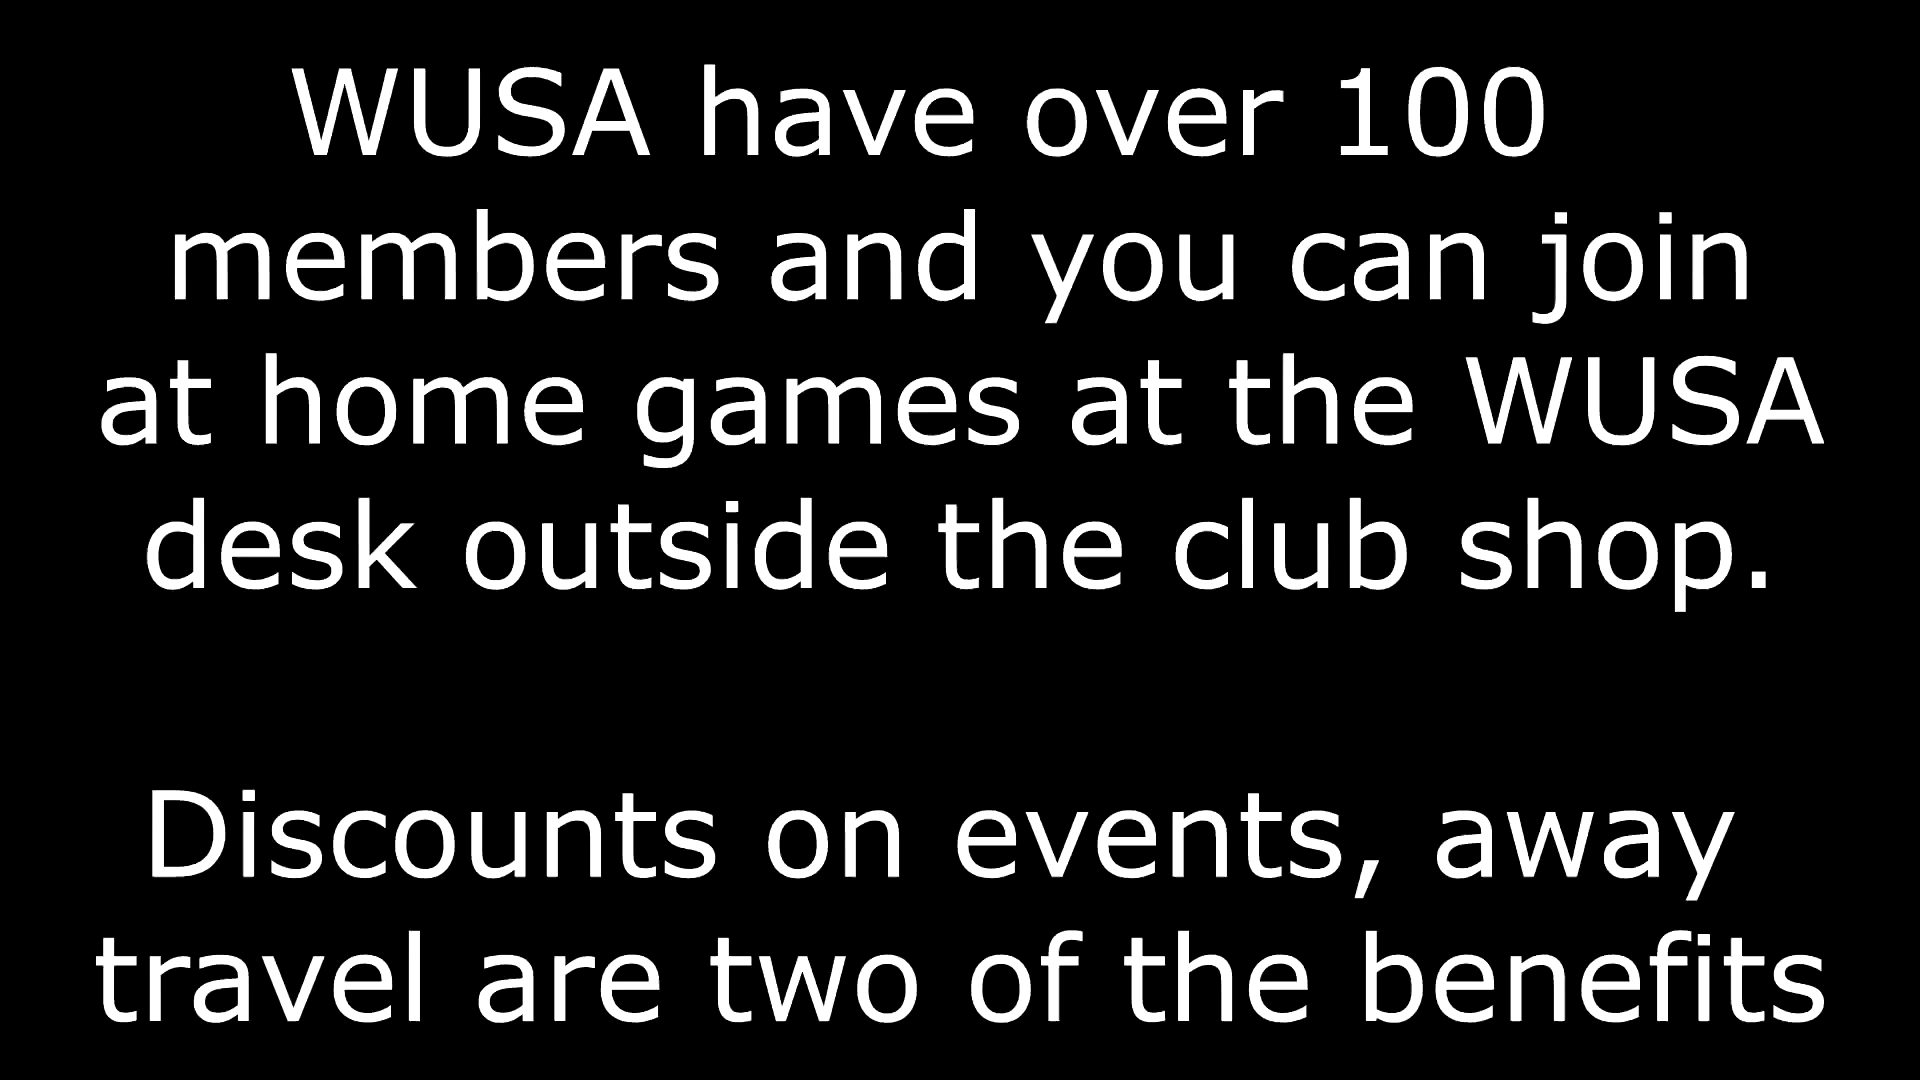 WUSA have over 100
members and you can join
at home games at the WUSA
desk outside the club shop.
Discounts on events, away
travel are two of the benefits